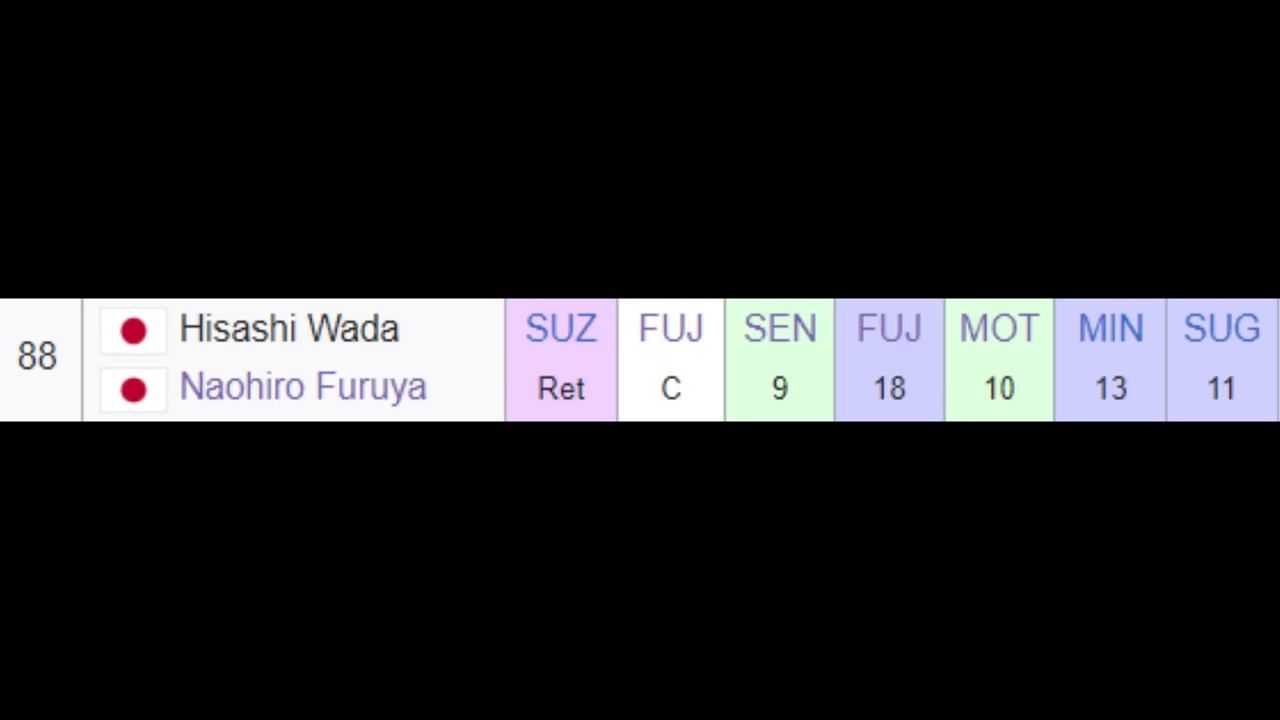 88
Hisashi Wada
Naohiro Furuya
SUZ FUJ SEN FUJ MOT MIN SUG
Ret C 9 18 10 13 11